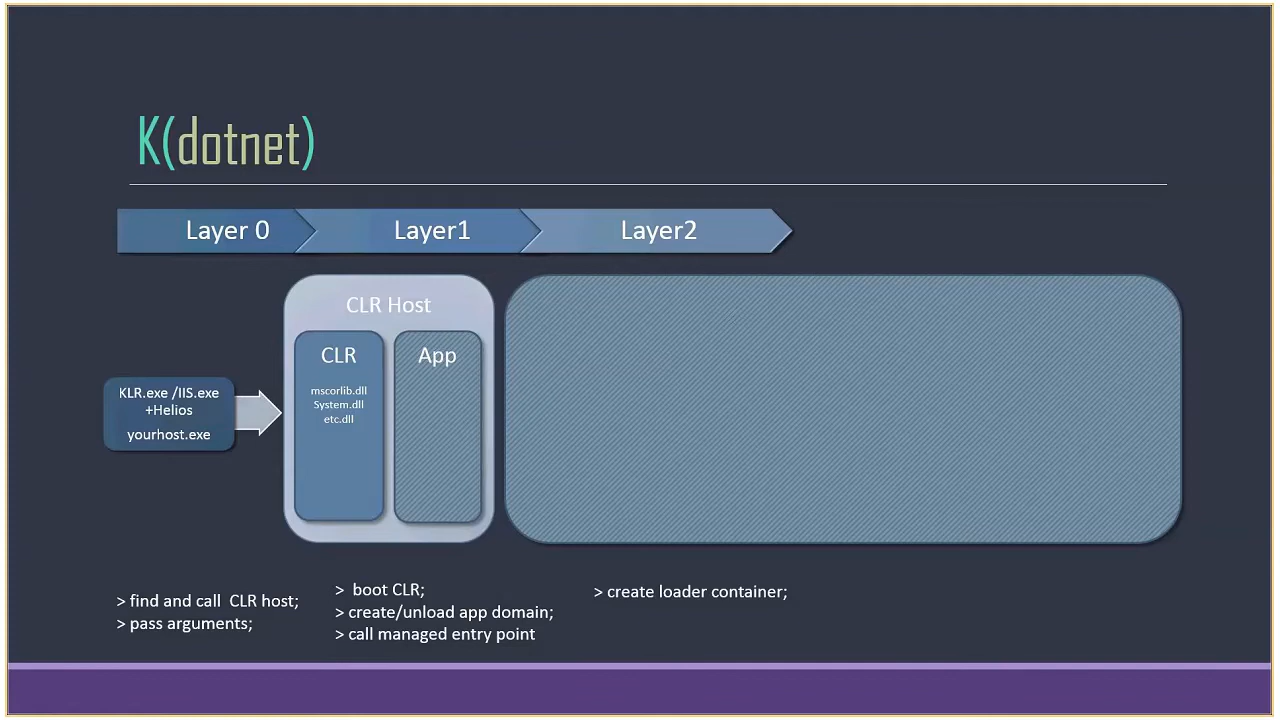 K(dotnet)
Layer 0
Layer1
Layer2
CLR Host
CLR
mscorlib.dll
System.dll
etc.dll
App
KLR.exe /IIS.exe
+Helios
yourhost.exe
> find and call  CLR host;
> pass arguments;
>  boot CLR;
> create/unload app domain;
> call managed entry point
> create loader container;